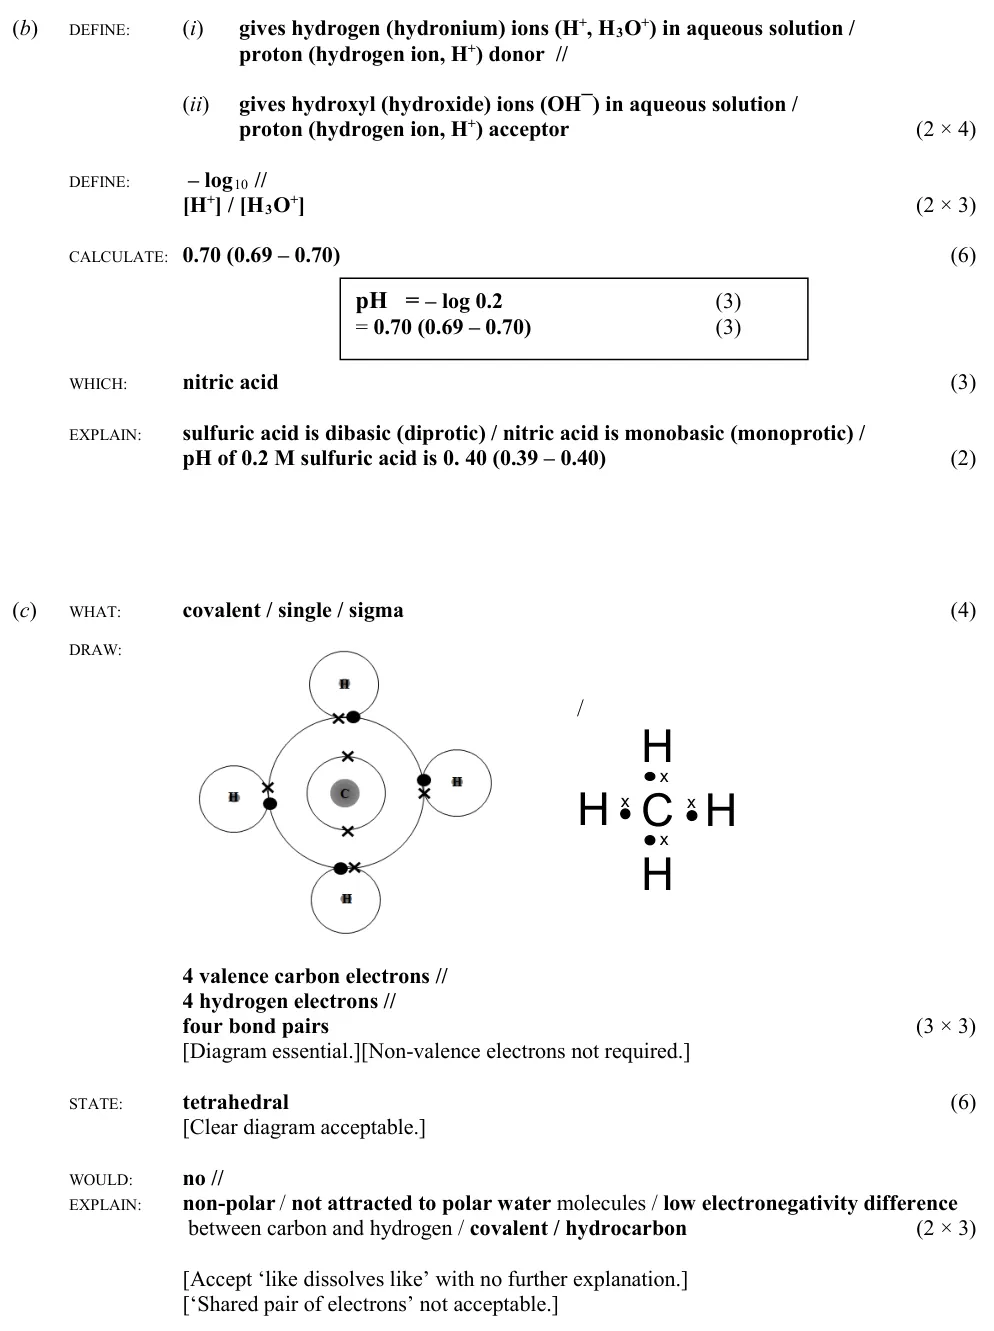 (b) DEFINE: (i) gives hydrogen (hydronium) ions (H⁺, H₃O⁺) in aqueous solution /
proton (hydrogen ion, H⁺) donor //
(ii) gives hydroxyl (hydroxide) ions (OH¯) in aqueous solution /
proton (hydrogen ion, H⁺) acceptor (2 × 4)
DEFINE: – log₁₀ //
[H⁺] / [H₃O⁺] (2 × 3)
CALCULATE: 0.70 (0.69 – 0.70) (6)
pH = – log 0.2 (3)
= 0.70 (0.69 – 0.70) (3)
WHICH: nitric acid (3)
EXPLAIN: sulfuric acid is dibasic (diprotic) / nitric acid is monobasic (monoprotic) /
pH of 0.2 M sulfuric acid is 0. 40 (0.39 – 0.40) (2)
(c) WHAT: covalent / single / sigma (4)
DRAW:
H
/
H
H C H
H
H C H
H
H
4 valence carbon electrons //
4 hydrogen electrons //
four bond pairs (3 × 3)
[Diagram essential.][Non-valence electrons not required.]
STATE: tetrahedral (6)
[Clear diagram acceptable.]
WOULD: no //
EXPLAIN: non-polar / not attracted to polar water molecules / low electronegativity difference
between carbon and hydrogen / covalent / hydrocarbon (2 × 3)
[Accept ‘like dissolves like’ with no further explanation.]
[‘Shared pair of electrons’ not acceptable.]